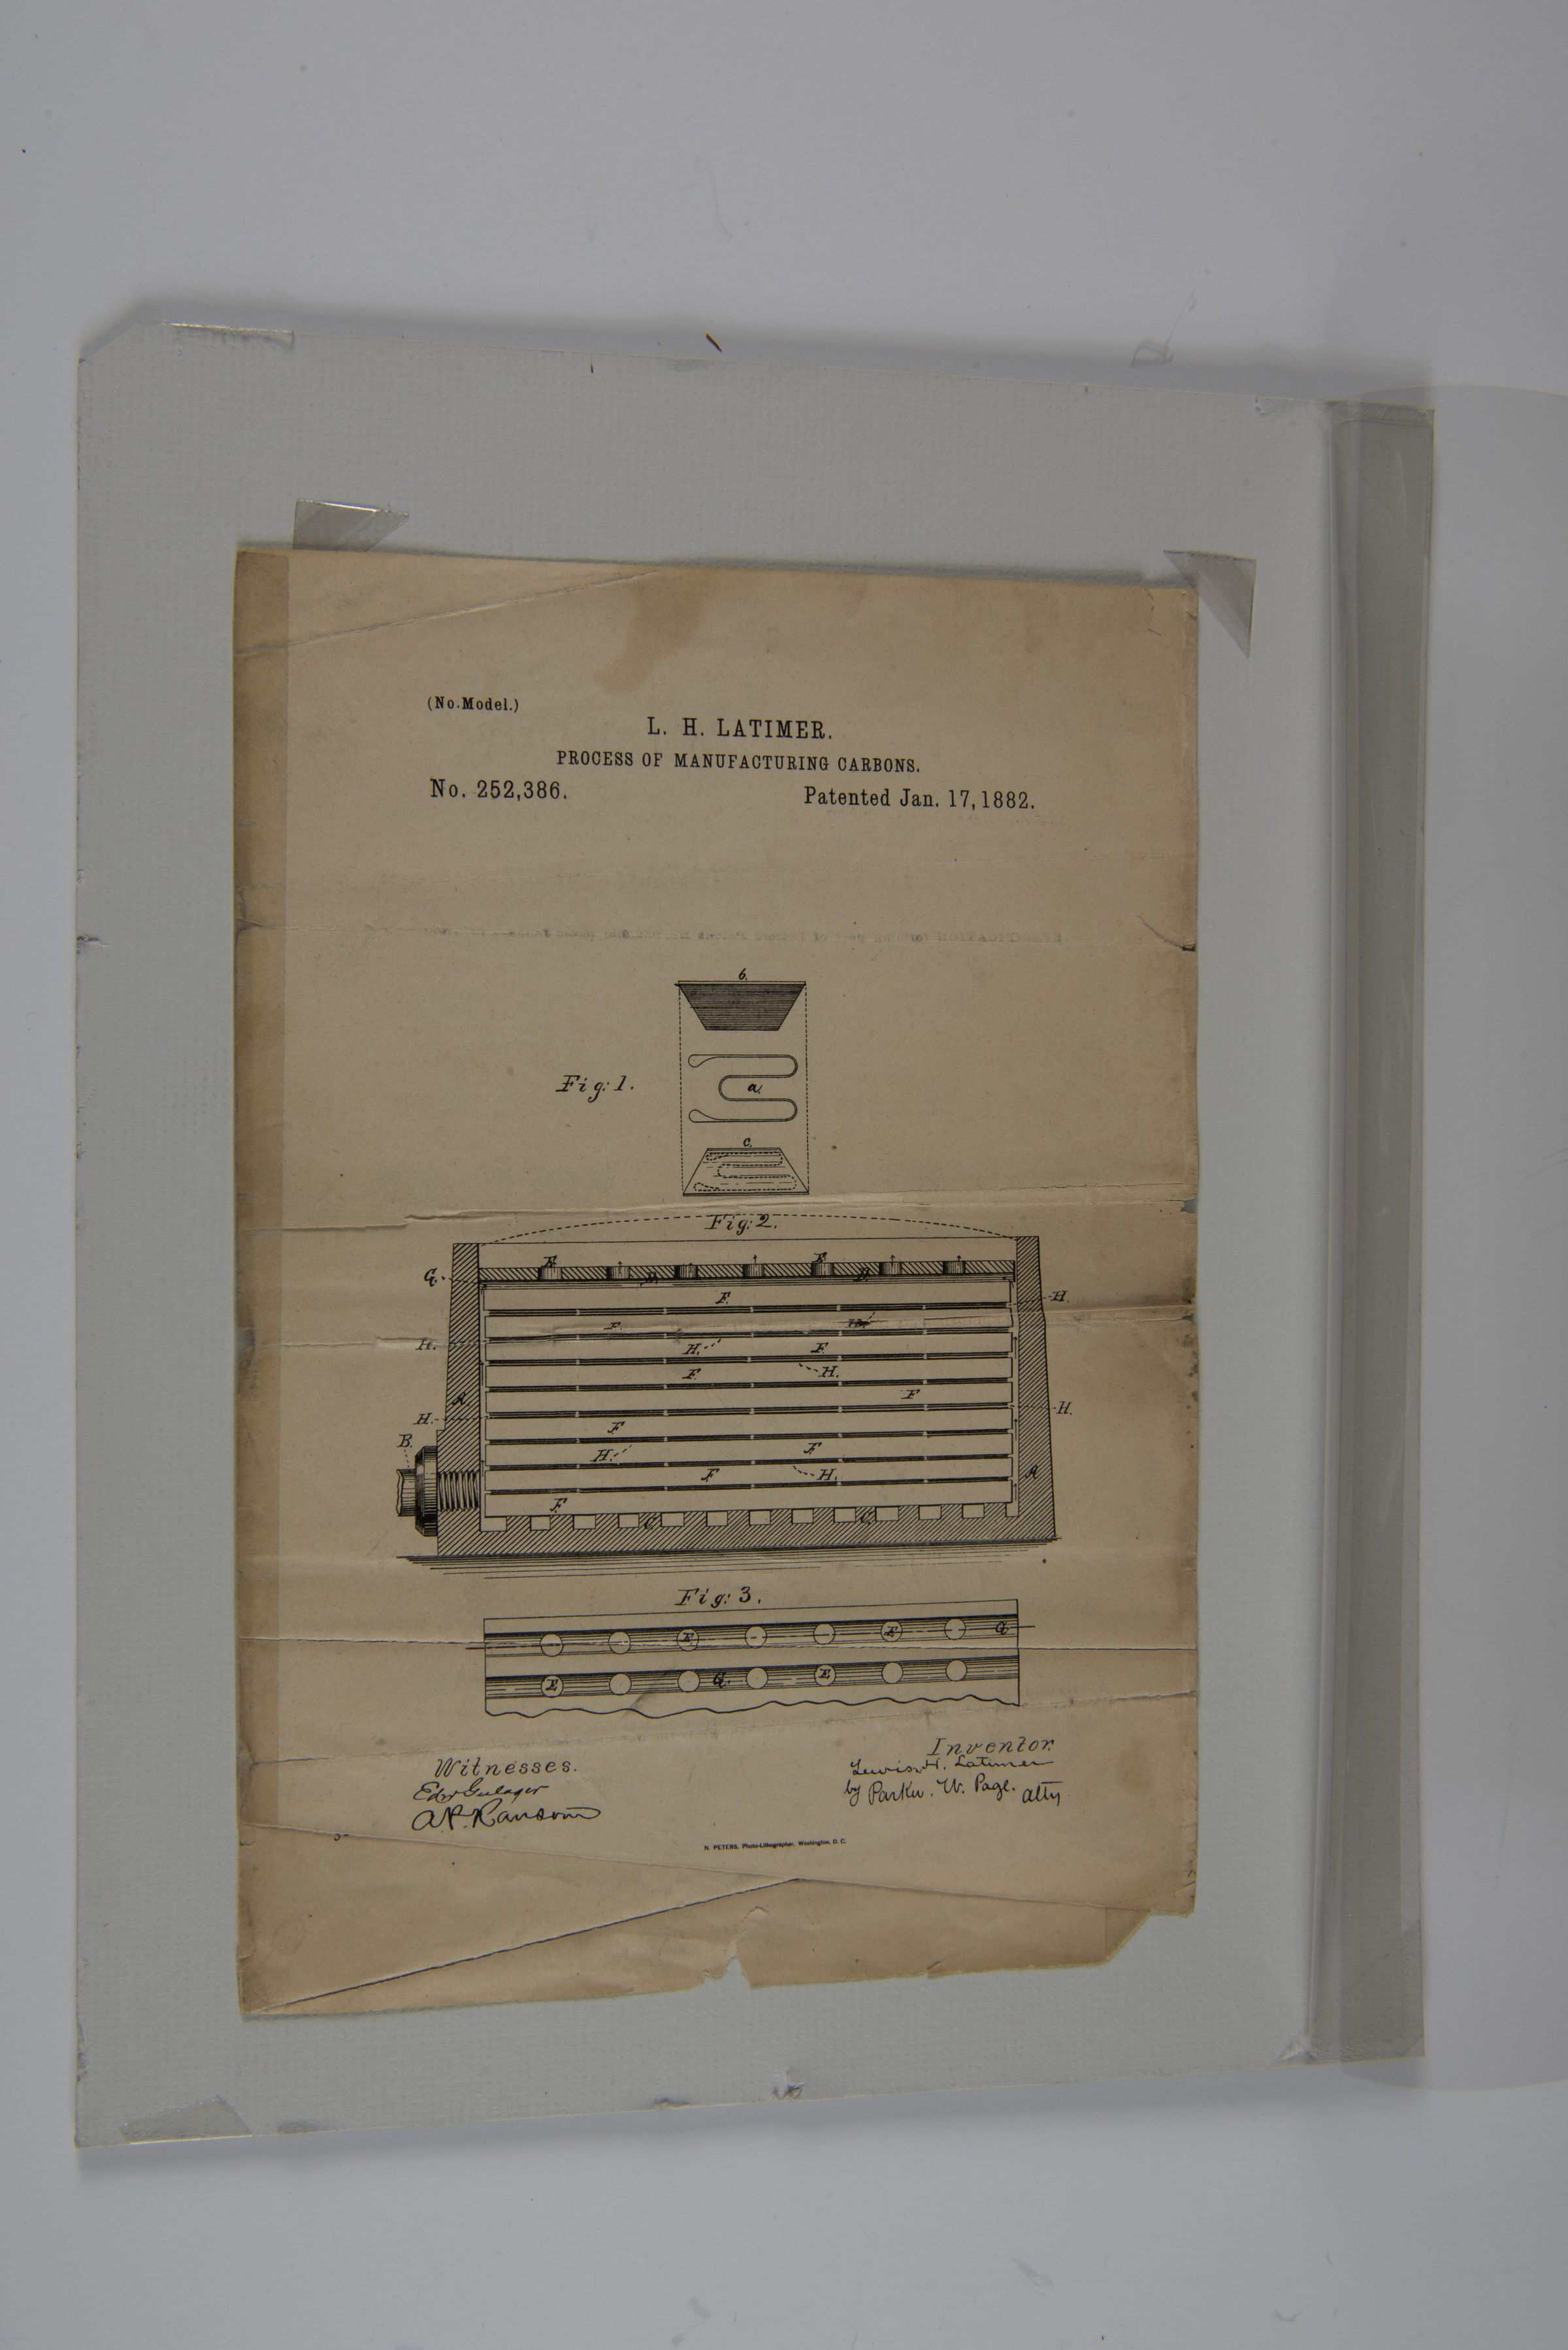 (No Model.)
L. H. LATIMER.
PROCESS OF MANUFACTURING CARBONS.
No. 252,386.
Patented Jan. 17, 1882.
b.
Fig: 1.
a.
c.
Fig: 2.
E. E.
G. D. D.
F. H.
F.
H. H. F
F H.
F
A
H. H.
F
B. H. F
F H. A
F
C. C.
Fig: 3.
E E G.
E G. E
Witnesses.
A. P. Ransom
Inventor.
Lewis H. Latimer
by Parker. W. Page. atty
N. PETERS, Photo-Lithographer, Washington, D. C.